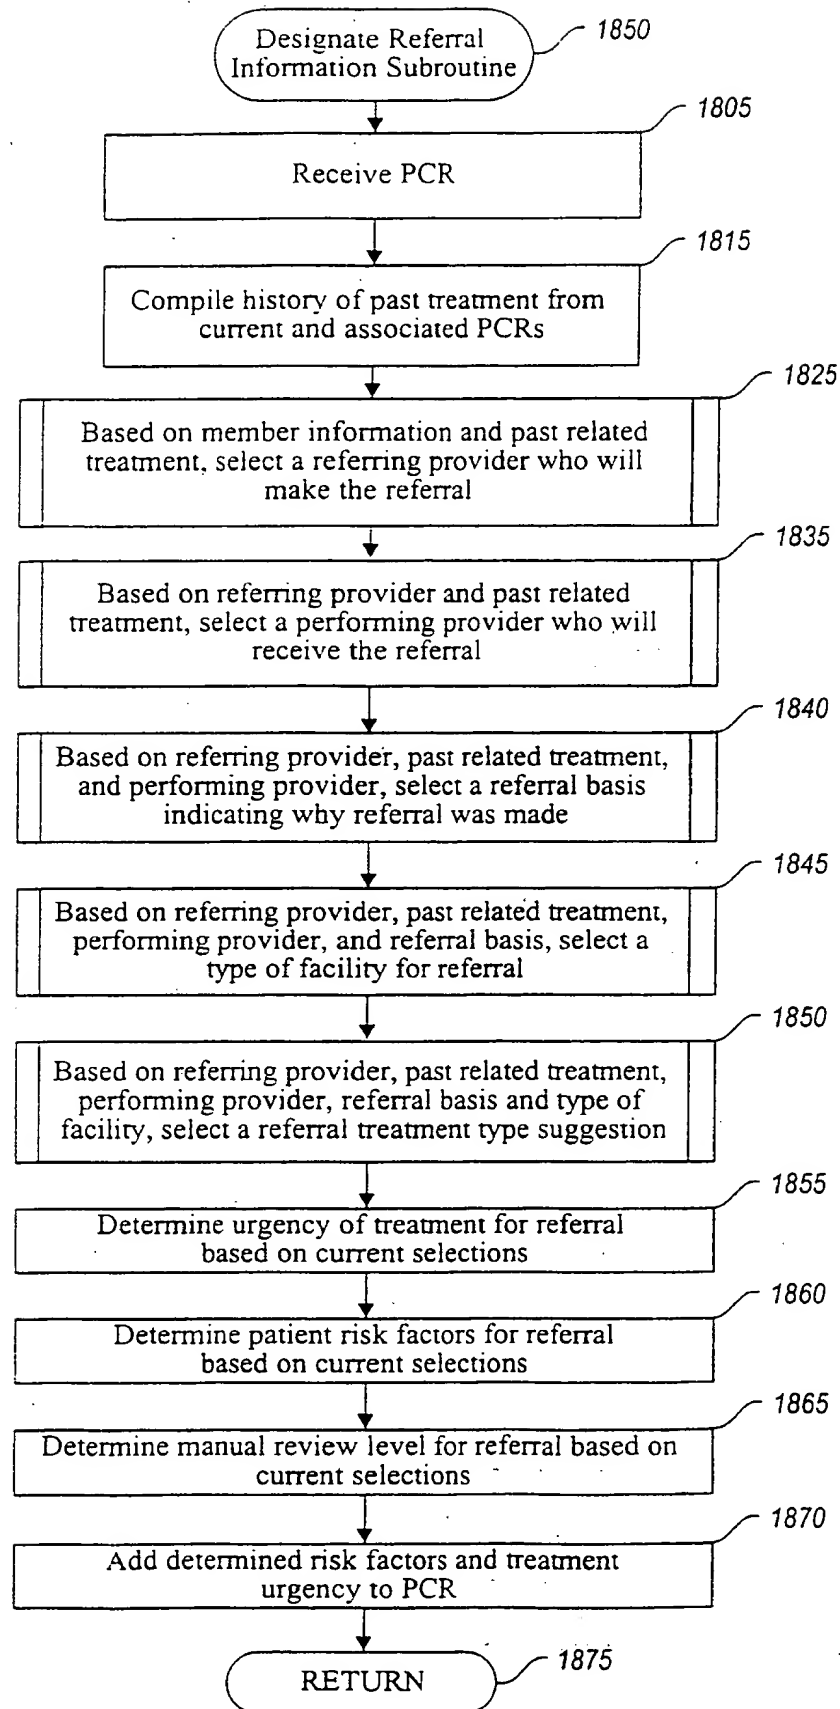 Designate Referral
Information Subroutine
1850
1805
Receive PCR
1815
Compile history of past treatment from
current and associated PCRs
1825
Based on member information and past related
treatment, select a referring provider who will
make the referral
1835
Based on referring provider and past related
treatment, select a performing provider who will
receive the referral
1840
Based on referring provider, past related treatment,
and performing provider, select a referral basis
indicating why referral was made
1845
Based on referring provider, past related treatment,
performing provider, and referral basis, select a
type of facility for referral
1850
Based on referring provider, past related treatment,
performing provider, referral basis and type of
facility, select a referral treatment type suggestion
1855
Determine urgency of treatment for referral
based on current selections
1860
Determine patient risk factors for referral
based on current selections
1865
Determine manual review level for referral based on
current selections
1870
Add determined risk factors and treatment
urgency to PCR
RETURN
1875